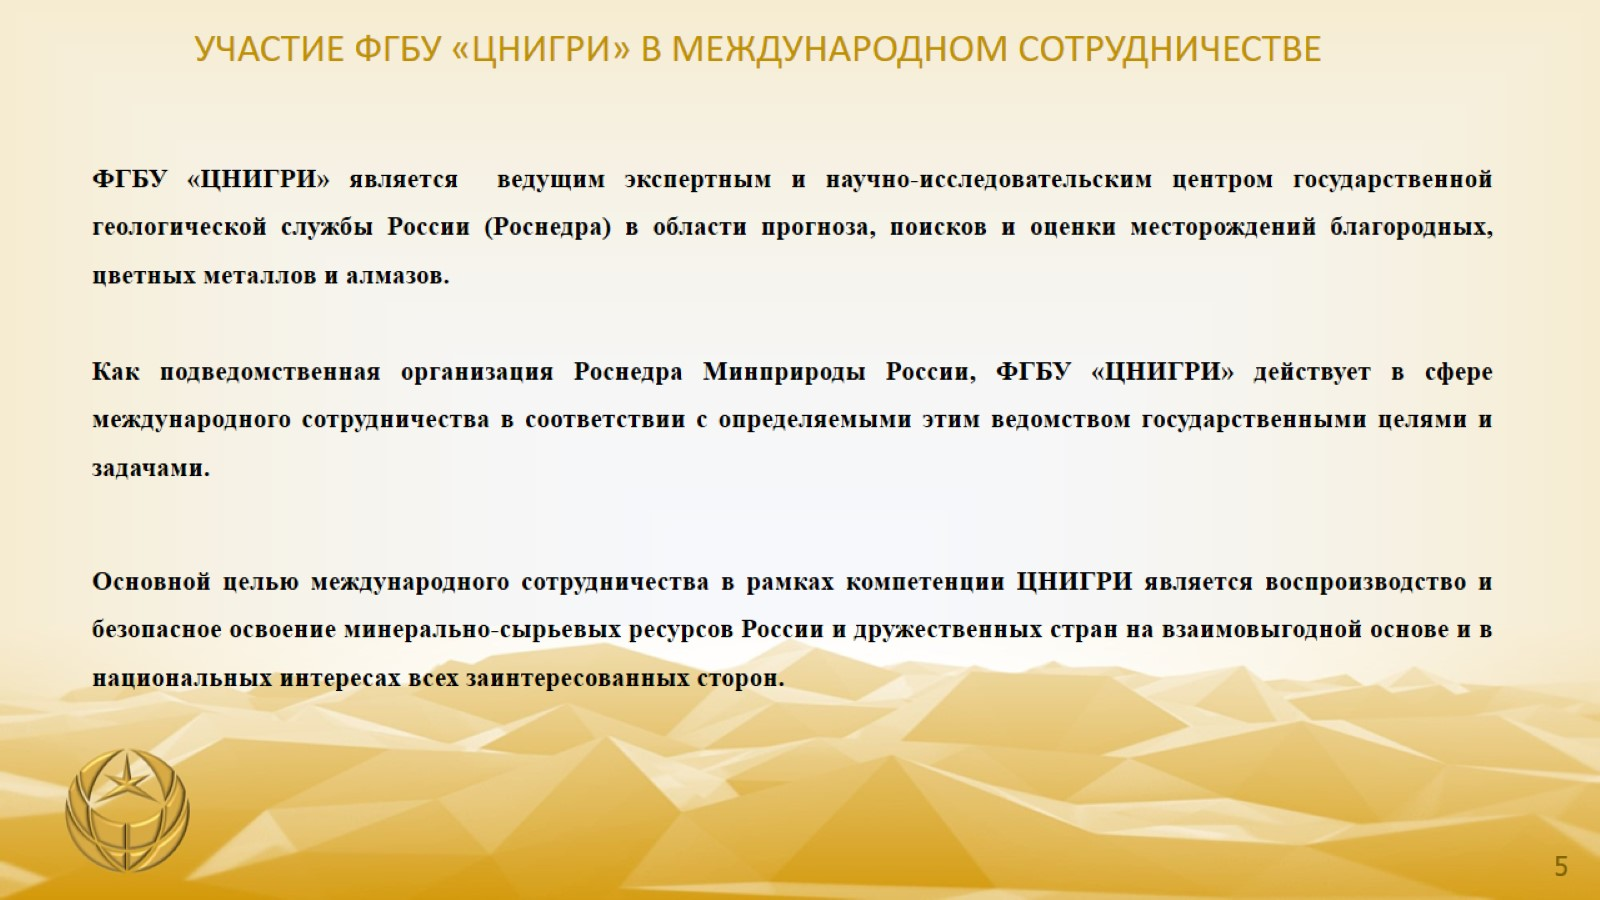 УЧАСТИЕ ФГБУ «ЦНИГРИ» В МЕЖДУНАРОДНОМ СОТРУДНИЧЕСТВЕ
ФГБУ «ЦНИГРИ» является ведущим экспертным и научно-исследовательским центром государственной
геологической службы России (Роснедра) в области прогноза, поисков и оценки месторождений благородных,
цветных металлов и алмазов.
Как подведомственная организация Роснедра Минприроды России, ФГБУ «ЦНИГРИ» действует в сфере
международного сотрудничества в соответствии с определяемыми этим ведомством государственными целями и
задачами.
Основной целью международного сотрудничества в рамках компетенции ЦНИГРИ является воспроизводство и
безопасное освоение минерально-сырьевых ресурсов России и дружественных стран на взаимовыгодной основе и в
национальных интересах всех заинтересованных сторон.
5